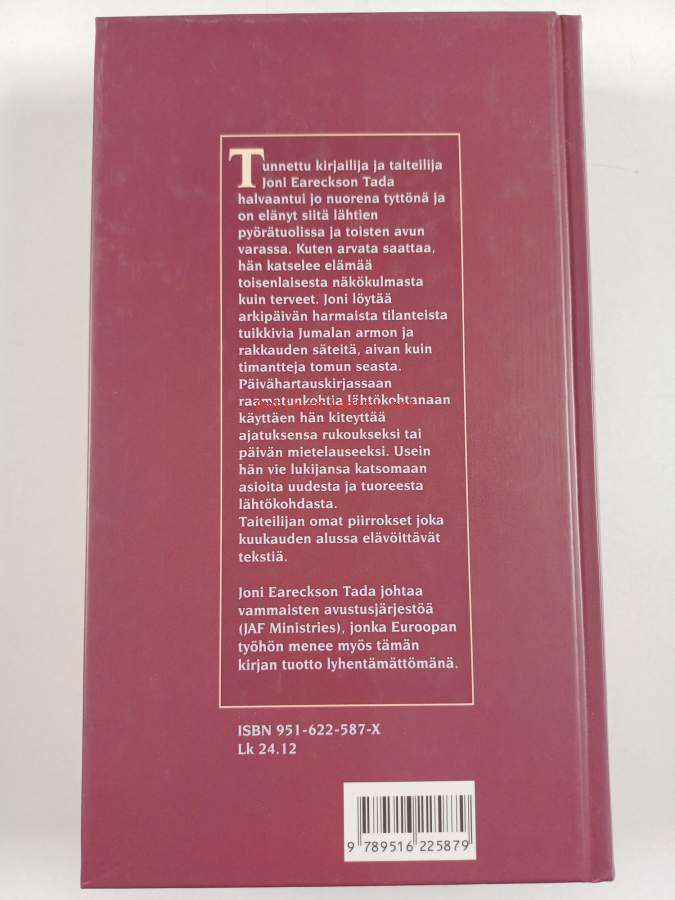 Tunnettu kirjailija ja taiteilija
Joni Eareckson Tada
halvaantui jo nuorena tyttönä ja
on elänyt siitä lähtien
pyörätuolissa ja toisten avun
varassa. Kuten arvata saattaa,
hän katselee elämää
toisenlaisesta näkökulmasta
kuin terveet. Joni löytää
arkipäivän harmaista tilanteista
tuikkivia Jumalan armon ja
rakkauden säteitä, aivan kuin
timantteja tomun seasta.
Päivähartauskirjassaan
raamatunkohtia lähtökohtanaan
käyttäen hän kiteyttää
ajatuksensa rukoukseksi tai
päivän mietelauseeksi. Usein
hän vie lukijansa katsomaan
asioita uudesta ja tuoreesta
lähtökohdasta.
Taiteilijan omat piirrokset joka
kuukauden alussa elävöittävät
tekstiä.
Joni Eareckson Tada johtaa
vammaisten avustusjärjestöä
(JAF Ministries), jonka Euroopan
työhön menee myös tämän
kirjan tuotto lyhentämättömänä.
ISBN 951-622-587-X
Lk 24.12
9 789516 225879